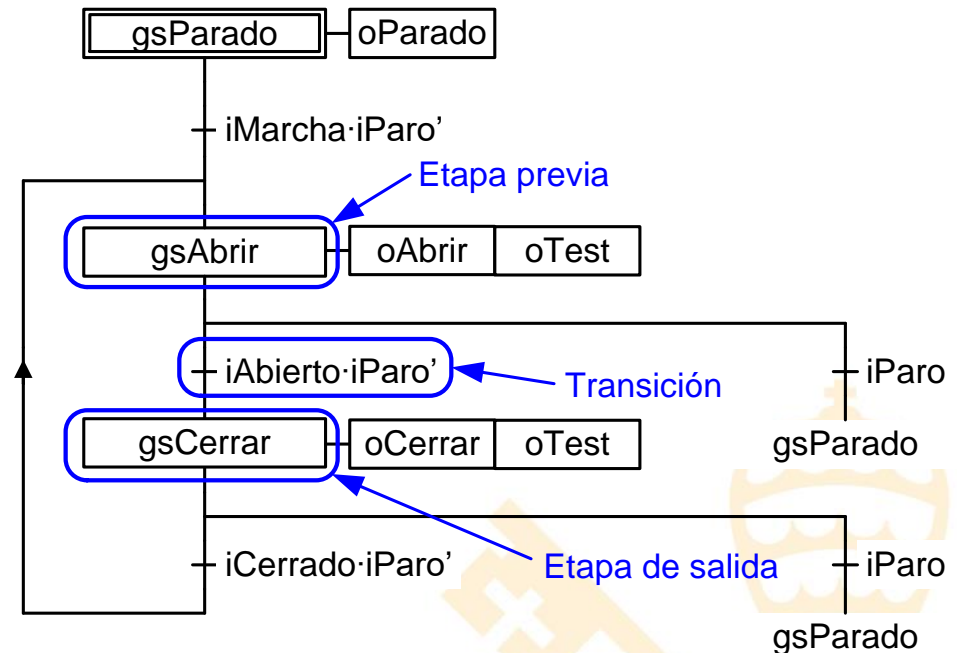 gsParado oParado
iMarcha·iParo’
Etapa previa
gsAbrir oAbrir oTest
iAbierto·iParo’ Transición iParo
gsCerrar oCerrar oTest gsParado
iCerrado·iParo’ Etapa de salida iParo
gsParado